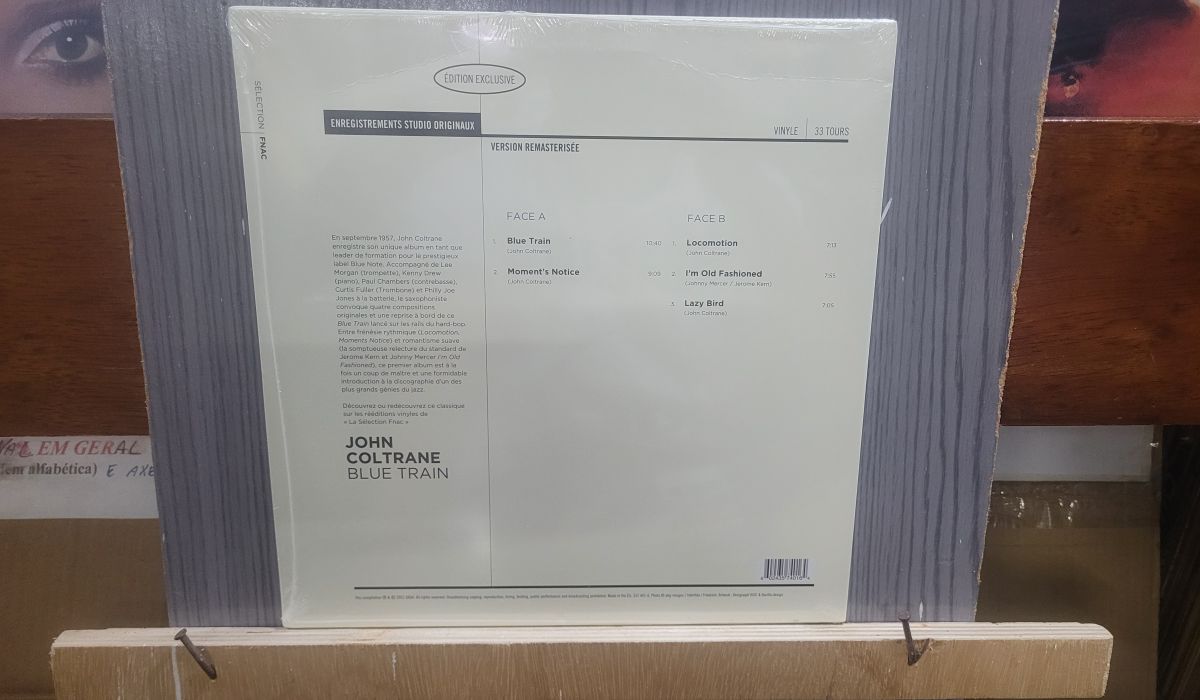 ÉDITION EXCLUSIVE
SÉLECTION FNAC
ENREGISTREMENTS STUDIO ORIGINAUX
VINYLE 33 TOURS
VERSION REMASTERISÉE
FACE A
1. Blue Train 10:40
(John Coltrane)
2. Moment's Notice 9:09
(John Coltrane)
FACE B
1. Locomotion 7:13
(John Coltrane)
2. I'm Old Fashioned 7:55
(Johnny Mercer / Jerome Kern)
3. Lazy Bird 7:05
(John Coltrane)
En septembre 1957, John Coltrane
enregistre son unique album en tant que
leader de formation pour le prestigieux
label Blue Note. Accompagné de Lee
Morgan (trompette), Kenny Drew
(piano), Paul Chambers (contrebasse),
Curtis Fuller (Trombone) et Philly Joe
Jones à la batterie, le saxophoniste
convoque quatre compositions
originales et une reprise à bord de ce
Blue Train lancé sur les rails du hard-bop.
Entre frénésie rythmique (Locomotion,
Moments Notice) et romantisme suave
(la somptueuse relecture du standard de
Jerome Kern et Johnny Mercer I'm Old
Fashioned), ce premier album est à la
fois un coup de maître et une formidable
introduction à la discographie d'un des
plus grands génies du jazz.
Découvrez ou redécouvrez ce classique
sur les rééditions vinyles de
« La Sélection Fnac »
JOHN
COLTRANE
BLUE TRAIN
EM GERAL
em alfabética) E AXE